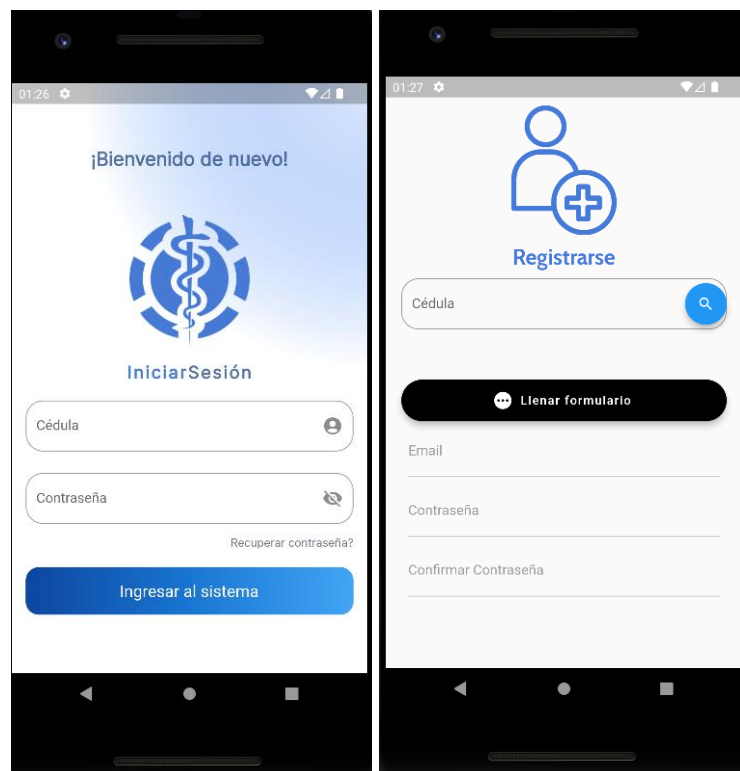 01:26
¡Bienvenido de nuevo!
IniciarSesión
Cédula
Contraseña
Recuperar contraseña?
Ingresar al sistema
01:27
Registrarse
Cédula
Llenar formulario
Email
Contraseña
Confirmar Contraseña